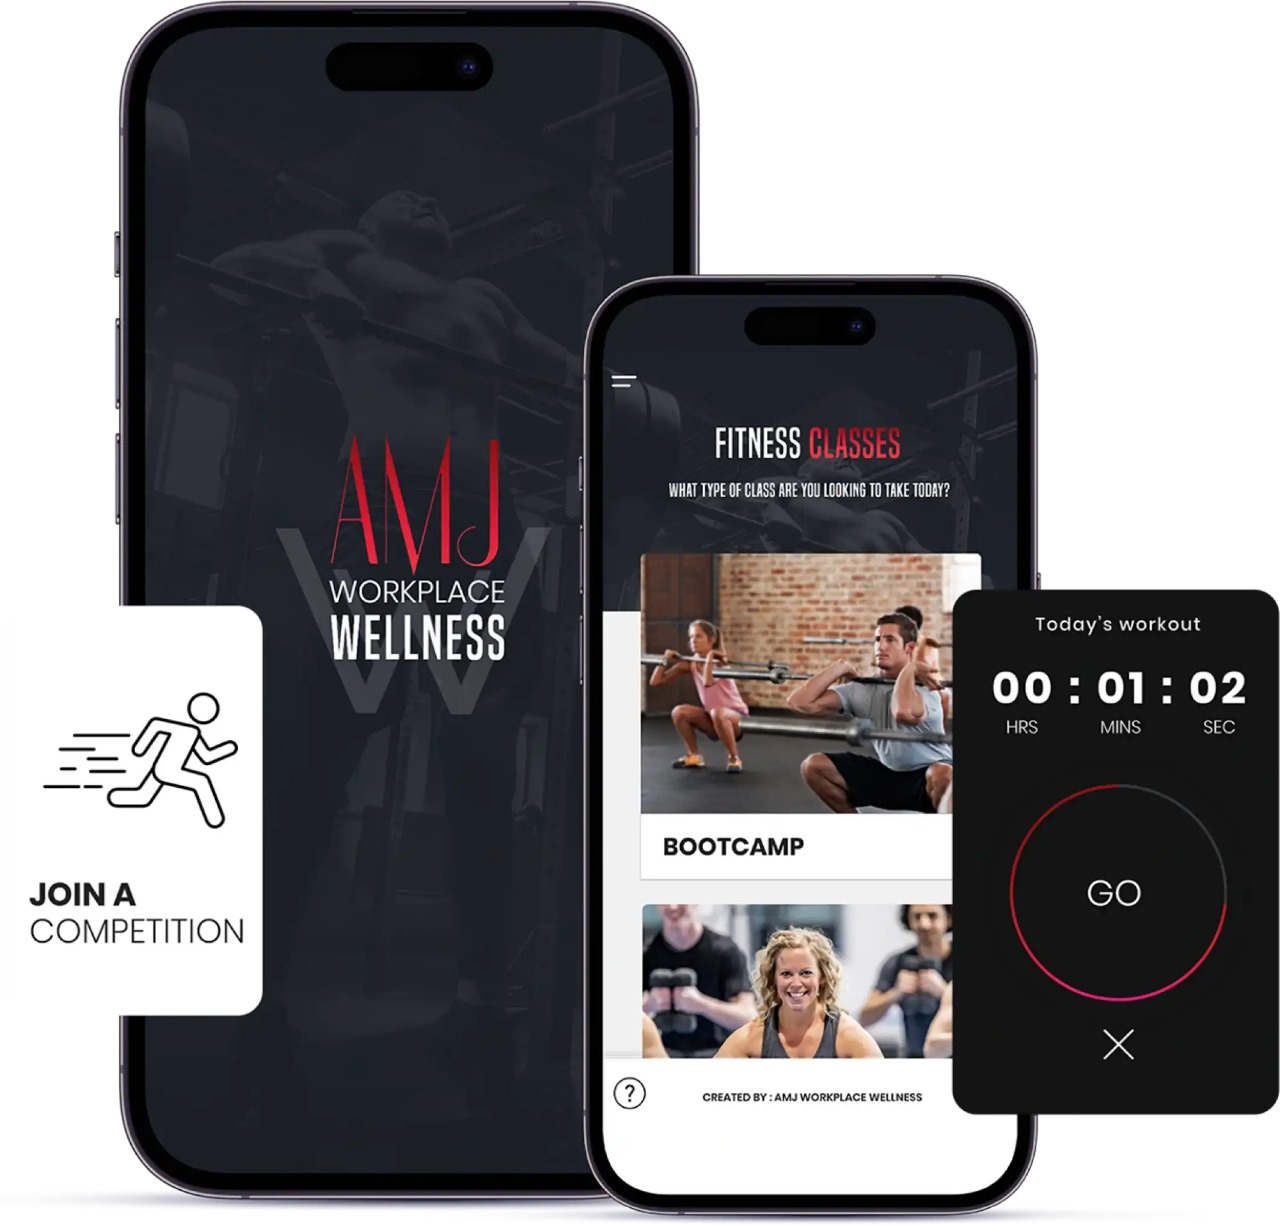 AMJ
WORKPLACE
WELLNESS
W
JOIN A
COMPETITION
FITNESS CLASSES
WHAT TYPE OF CLASS ARE YOU LOOKING TO TAKE TODAY?
BOOTCAMP
?
CREATED BY : AMJ WORKPLACE WELLNESS
Today's workout
00 : 01 : 02
HRS MINS SEC
GO